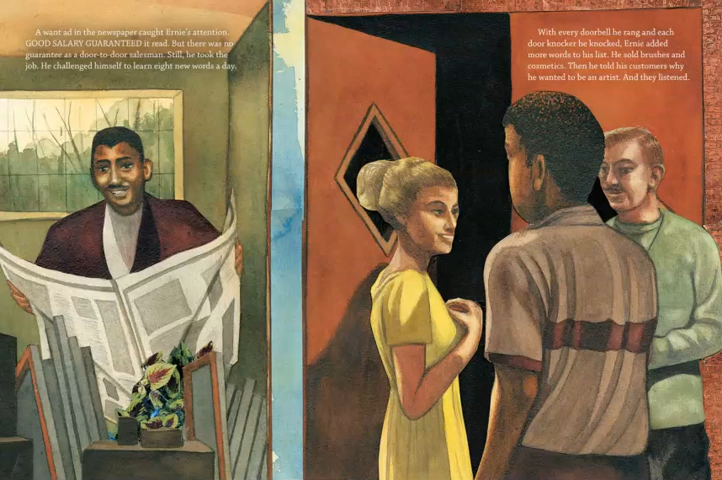 A want ad in the newspaper caught Ernie's attention.
GOOD SALARY GUARANTEED it read. But there was no
guarantee as a door-to-door salesman. Still, he took the
job. He challenged himself to learn eight new words a day.
With every doorbell he rang and each
door knocker he knocked, Ernie added
more words to his list. He sold brushes and
cosmetics. Then he told his customers why
he wanted to be an artist. And they listened.